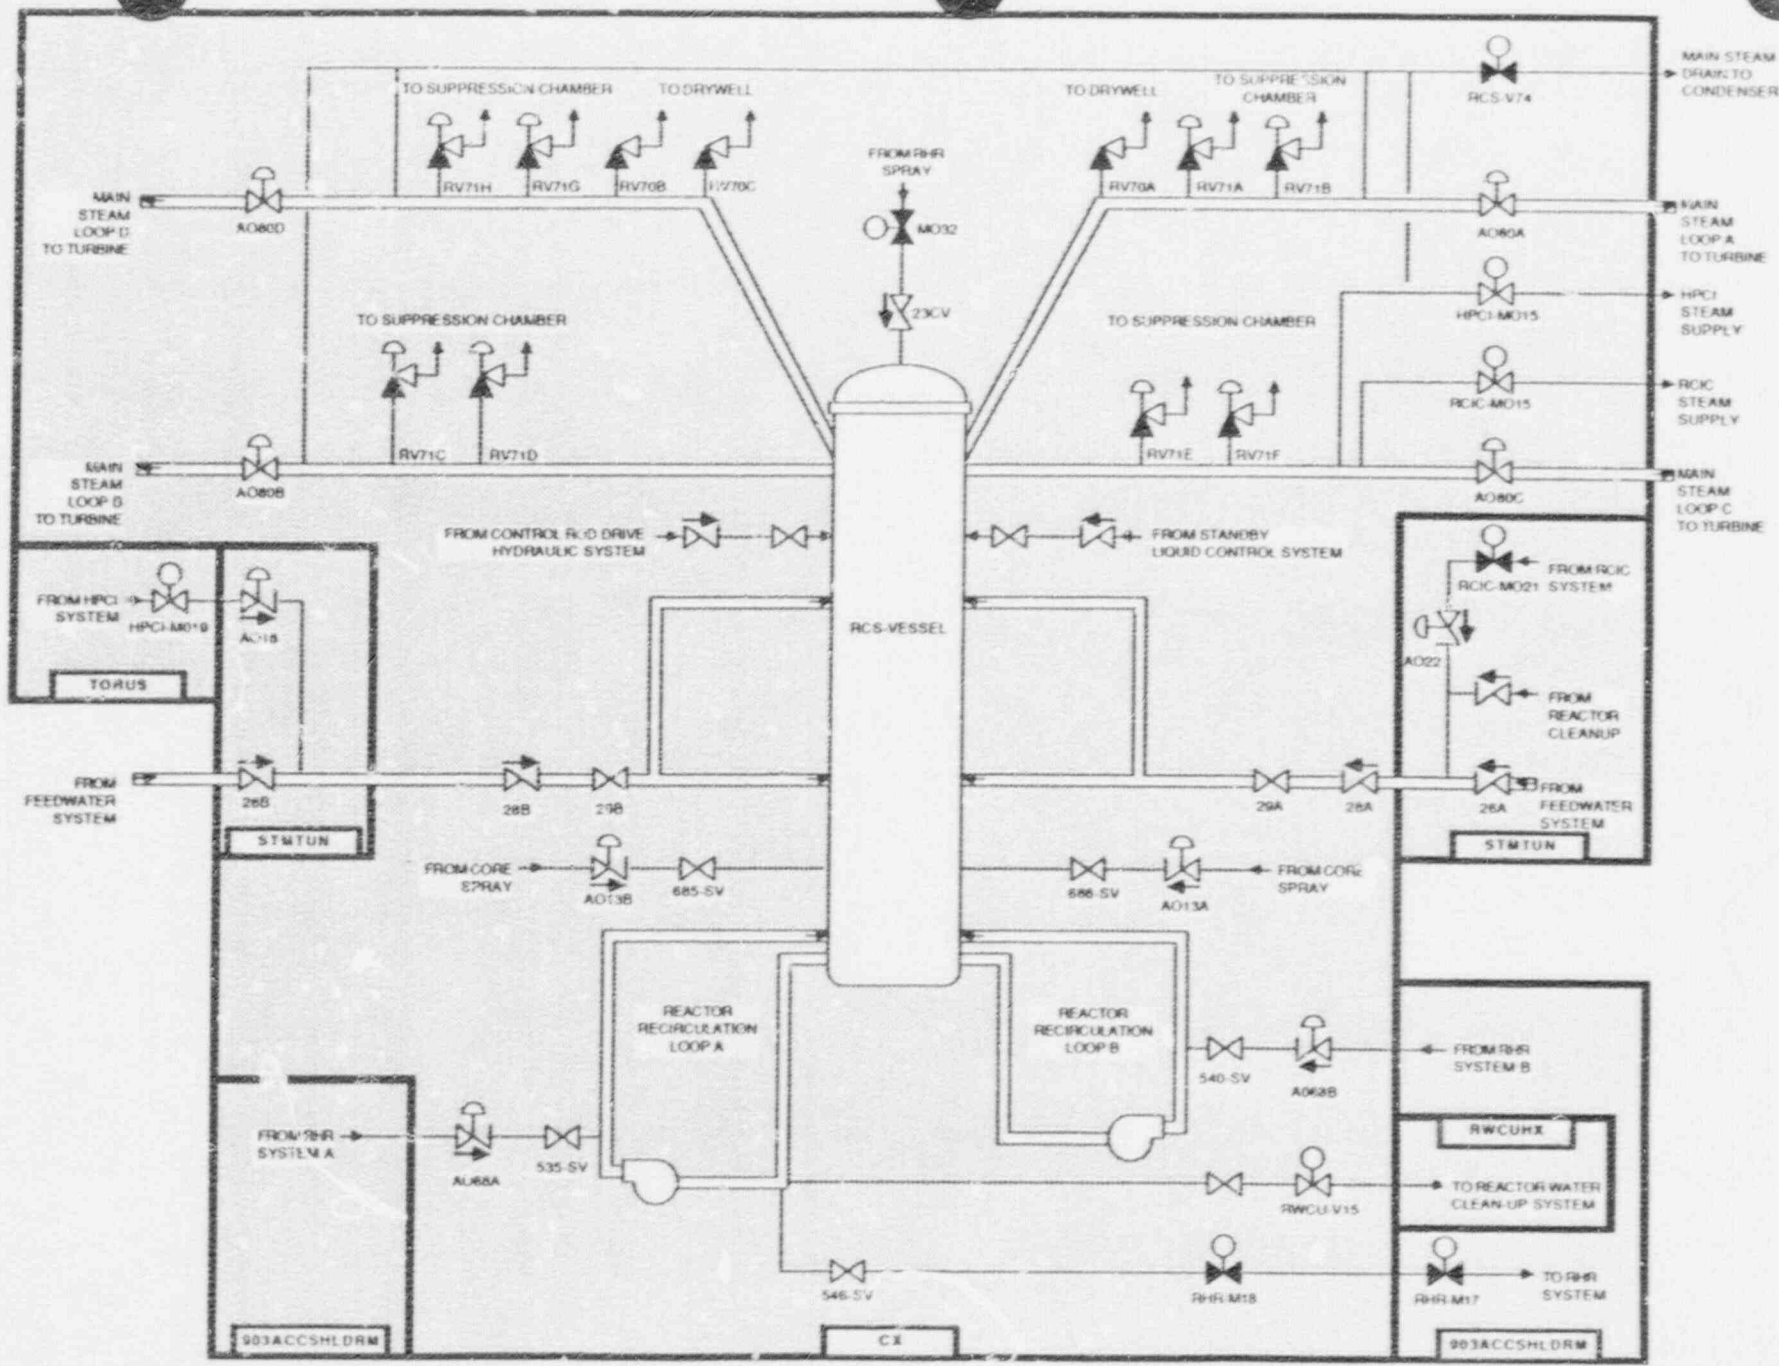 MAIN STEAM
DRAIN TO
CONDENSER
RCS-V74
TO SUPPRESSION CHAMBER
TO DRYWELL
TO DRYWELL
TO SUPPRESSION
CHAMBER
FROM RHR
SPRAY
RV71H
RV71G
RV70B
RV70C
RV70A
RV71A
RV71B
MAIN
STEAM
LOOP D
TO TURBINE
AO80D
MO32
AO80A
MAIN
STEAM
LOOP A
TO TURBINE
23CV
HPCI-MO15
HPCI
STEAM
SUPPLY
TO SUPPRESSION CHAMBER
TO SUPPRESSION CHAMBER
RCIC-MO15
RCIC
STEAM
SUPPLY
RV71C
RV71D
RV71E
RV71F
MAIN
STEAM
LOOP B
TO TURBINE
AO80B
AO80C
MAIN
STEAM
LOOP C
TO TURBINE
FROM CONTROL ROD DRIVE
HYDRAULIC SYSTEM
FROM STANDBY
LIQUID CONTROL SYSTEM
FROM HPCI
SYSTEM
HPCI-M019
AO18
RCS-VESSEL
RCIC-MO21
FROM RCIC
SYSTEM
AO22
TORUS
FROM
REACTOR
CLEANUP
FROM
FEEDWATER
SYSTEM
26B
28B
29B
29A
28A
26A
FROM
FEEDWATER
SYSTEM
STMTUN
STMTUN
FROM CORE
SPRAY
AO13B
685-SV
686-SV
AO13A
FROM CORE
SPRAY
REACTOR
RECIRCULATION
LOOP A
REACTOR
RECIRCULATION
LOOP B
540-SV
A068B
FROM RHR
SYSTEM B
FROM RHR
SYSTEM A
AO68A
535-SV
RWCUHX
RWCU-V15
TO REACTOR WATER
CLEAN-UP SYSTEM
546-SV
RHR-M18
RHR-M17
TO RHR
SYSTEM
903ACCSHLDRM
CX
903ACCSHLDRM